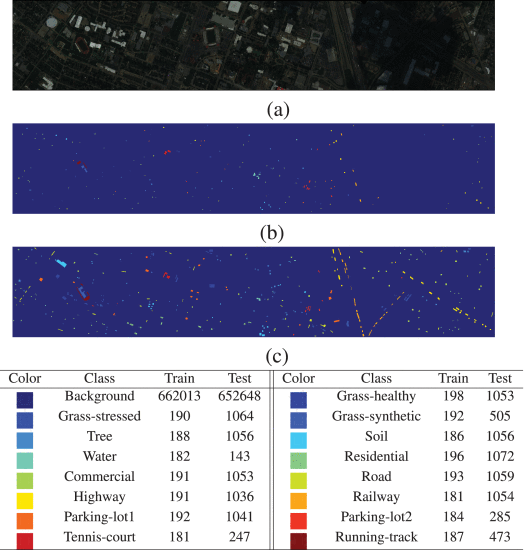 (a)
(b)
(c)
Color Class Train Test Color Class Train Test
Background 662013 652648 Grass-healthy 198 1053
Grass-stressed 190 1064 Grass-synthetic 192 505
Tree 188 1056 Soil 186 1056
Water 182 143 Residential 196 1072
Commercial 191 1053 Road 193 1059
Highway 191 1036 Railway 181 1054
Parking-lot1 192 1041 Parking-lot2 184 285
Tennis-court 181 247 Running-track 187 473